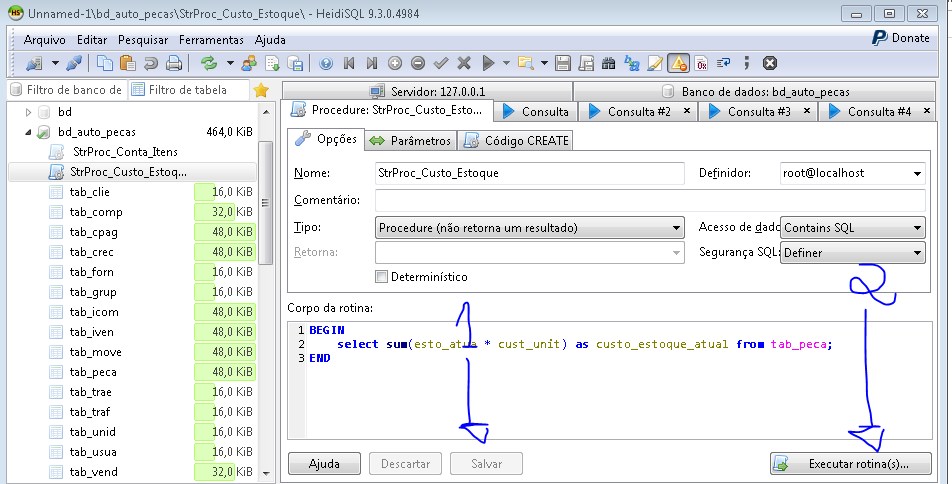 Unnamed-1\bd_auto_pecas\StrProc_Custo_Estoque\ - HeidiSQL 9.3.0.4984
Arquivo Editar Pesquisar Ferramentas Ajuda
Donate
Filtro de banco de
Filtro de tabela
Servidor: 127.0.0.1
Banco de dados: bd_auto_pecas
bd
bd_auto_pecas 464,0 KiB
StrProc_Conta_Itens
StrProc_Custo_Estoq...
tab_clie 16,0 KiB
tab_comp 32,0 KiB
tab_cpag 48,0 KiB
tab_crec 48,0 KiB
tab_forn 16,0 KiB
tab_grup 16,0 KiB
tab_icom 48,0 KiB
tab_iven 48,0 KiB
tab_move 48,0 KiB
tab_peca 48,0 KiB
tab_trae 16,0 KiB
tab_traf 16,0 KiB
tab_unid 16,0 KiB
tab_usua 16,0 KiB
tab_vend 32,0 KiB
Procedure: StrProc_Custo_Esto...
Consulta
Consulta #2
Consulta #3
Consulta #4
Opções
Parâmetros
Código CREATE
Nome: StrProc_Custo_Estoque
Definidor: root@localhost
Comentário:
Tipo: Procedure (não retorna um resultado)
Acesso de dado Contains SQL
Retorna:
Segurança SQL: Definer
Determinístico
2
Corpo da rotina:
1
1 BEGIN
2 select sum(esto_atua * cust_unit) as custo_estoque_atual from tab_peca;
3 END
Ajuda
Descartar
Salvar
Executar rotina(s)...